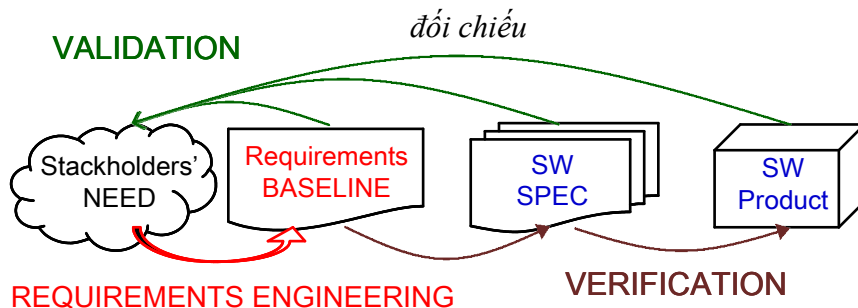 đối chiếu
VALIDATION
Stackholders'
NEED
Requirements
BASELINE
SW
SPEC
SW
Product
REQUIREMENTS ENGINEERING
VERIFICATION